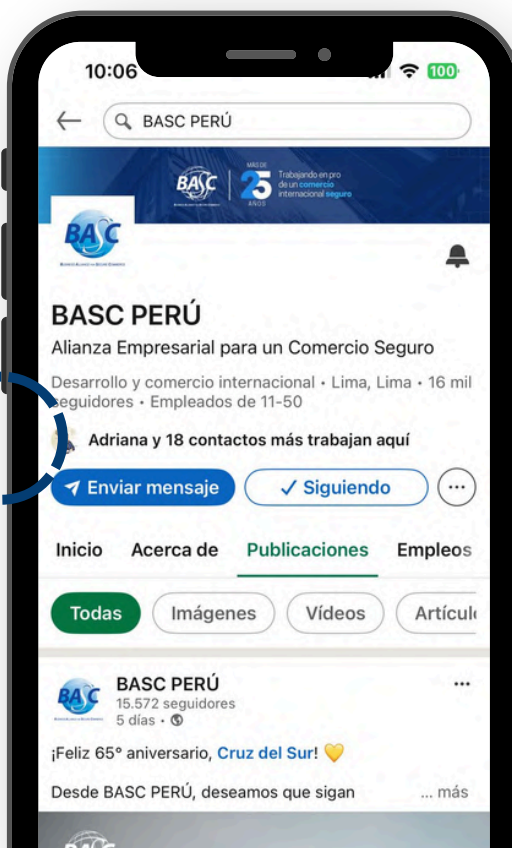 10:06
100
BASC PERÚ
BASC
MÁS DE
25
AÑOS
Trabajando en pro
de un comercio
internacional seguro
BASC
BASC PERÚ
Alianza Empresarial para un Comercio Seguro
Desarrollo y comercio internacional • Lima, Lima • 16 mil
seguidores • Empleados de 11-50
Adriana y 18 contactos más trabajan aquí
Enviar mensaje
Siguiendo
Inicio Acerca de Publicaciones Empleos
Todas Imágenes Vídeos Artícul
BASC
BASC PERÚ
15.572 seguidores
5 días •
¡Feliz 65° aniversario, Cruz del Sur! 💛
Desde BASC PERÚ, deseamos que sigan ... más